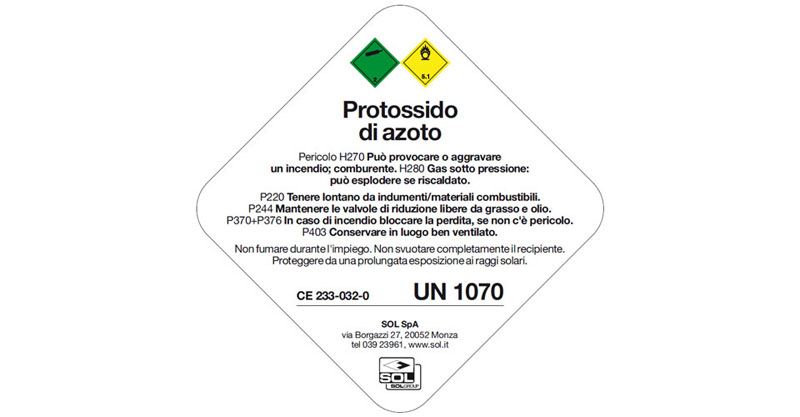 2
5.1
Protossido
di azoto
Pericolo H270 Può provocare o aggravare
un incendio; comburente. H280 Gas sotto pressione:
può esplodere se riscaldato.
P220 Tenere lontano da indumenti/materiali combustibili.
P244 Mantenere le valvole di riduzione libere da grasso e olio.
P370+P376 In caso di incendio bloccare la perdita, se non c'è pericolo.
P403 Conservare in luogo ben ventilato.
Non fumare durante l'impiego. Non svuotare completamente il recipiente.
Proteggere da una prolungata esposizione ai raggi solari.
CE 233-032-0 UN 1070
SOL SpA
via Borgazzi 27, 20052 Monza
tel 039 23961, www.sol.it
SOL
SOLGROUP